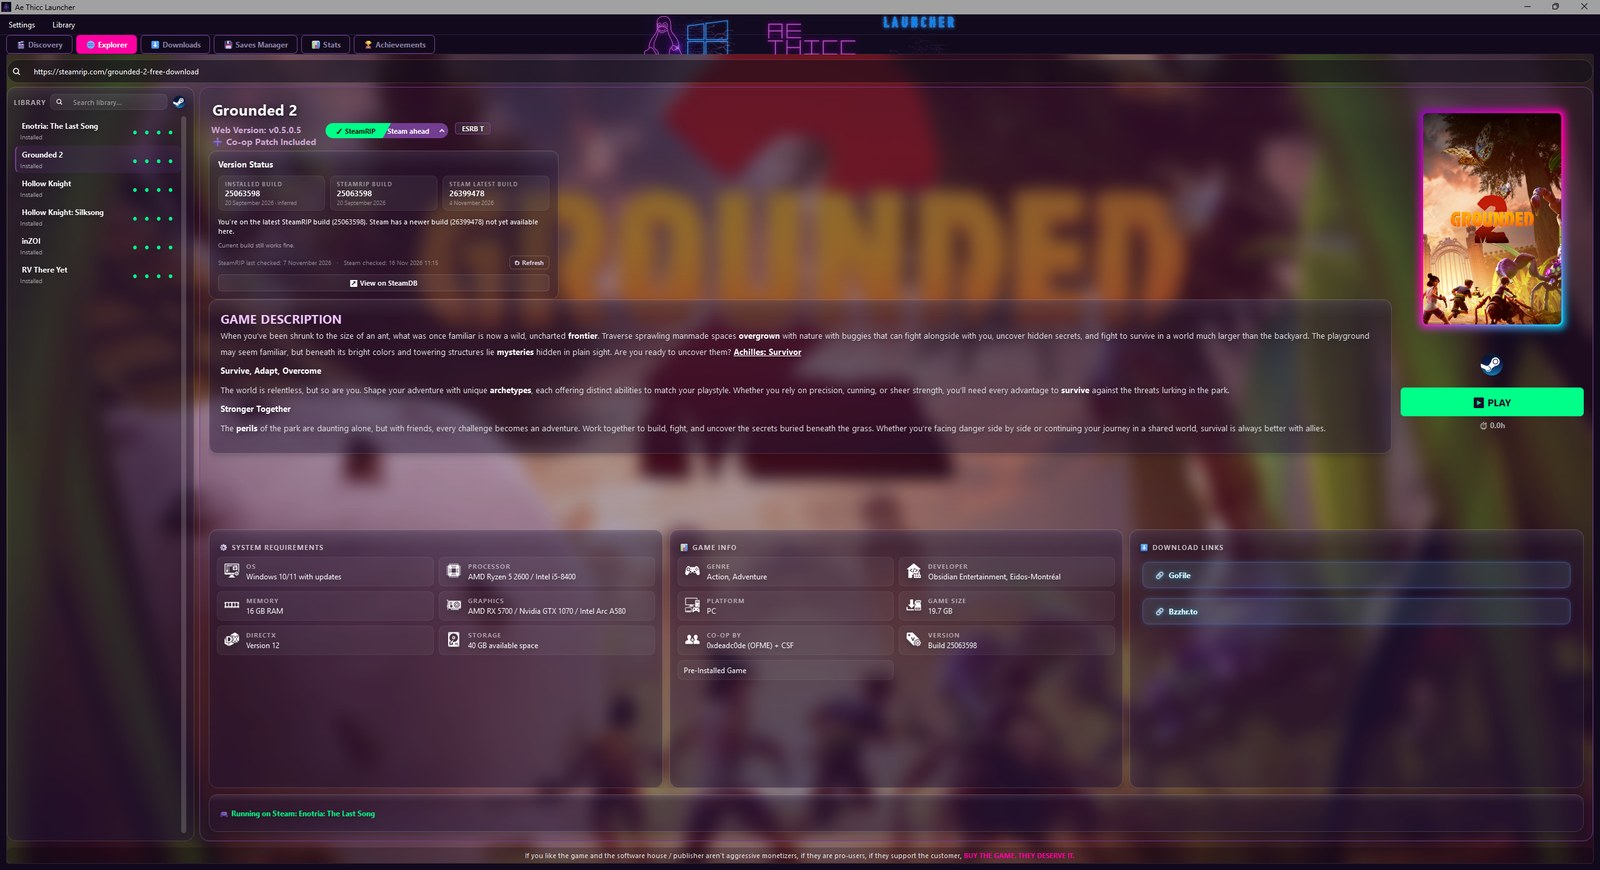 Ae Thicc Launcher
Settings Library
AE THICC LAUNCHER
Discovery Explorer Downloads Saves Manager Stats Achievements
https://steamrip.com/grounded-2-free-download
LIBRARY Search library...
Enotria: The Last Song
Installed
Grounded 2
Installed
Hollow Knight
Installed
Hollow Knight: Silksong
Installed
inZOI
Installed
RV There Yet
Installed
Grounded 2
Web Version: v0.5.0.5
✓ SteamRIP Steam ahead ESRB T
Co-op Patch Included
Version Status
INSTALLED BUILD
25063598
20 September 2026 · inferred
STEAMRIP BUILD
25063598
20 September 2026
STEAM LATEST BUILD
26399478
4 November 2026
You're on the latest SteamRIP build (25063598). Steam has a newer build (26399478) not yet available
here.
Current build still works fine.
SteamRIP last checked: 7 November 2026 · Steam checked: 16 Nov 2026 11:15
Refresh
View on SteamDB
GAME DESCRIPTION
When you've been shrunk to the size of an ant, what was once familiar is now a wild, uncharted frontier. Traverse sprawling manmade spaces overgrown with nature with buggies that can fight alongside with you, uncover hidden secrets, and fight to survive in a world much larger than the backyard. The playground
may seem familiar, but beneath its bright colors and towering structures lie mysteries hidden in plain sight. Are you ready to uncover them? Achilles: Survivor
Survive, Adapt, Overcome
The world is relentless, but so are you. Shape your adventure with unique archetypes, each offering distinct abilities to match your playstyle. Whether you rely on precision, cunning, or sheer strength, you'll need every advantage to survive against the threats lurking in the park.
Stronger Together
The perils of the park are daunting alone, but with friends, every challenge becomes an adventure. Work together to build, fight, and uncover the secrets buried beneath the grass. Whether you're facing danger side by side or continuing your journey in a shared world, survival is always better with allies.
GROUNDED
2
GROUNDED
2
PLAY
0.0h
SYSTEM REQUIREMENTS
OS
Windows 10/11 with updates
PROCESSOR
AMD Ryzen 5 2600 / Intel i5-8400
MEMORY
16 GB RAM
GRAPHICS
AMD RX 5700 / Nvidia GTX 1070 / Intel Arc A580
DIRECTX
Version 12
STORAGE
40 GB available space
GAME INFO
GENRE
Action, Adventure
DEVELOPER
Obsidian Entertainment, Eidos-Montréal
PLATFORM
PC
GAME SIZE
19.7 GB
CO-OP BY
0xdeadc0de (OFME) + CSF
VERSION
Build 25063598
Pre-Installed Game
DOWNLOAD LINKS
GoFile
Bzzhr.to
Running on Steam: Enotria: The Last Song
If you like the game and the software house / publisher aren't aggressive monetizers, if they are pro-users, if they support the customer, BUY THE GAME. THEY DESERVE IT.